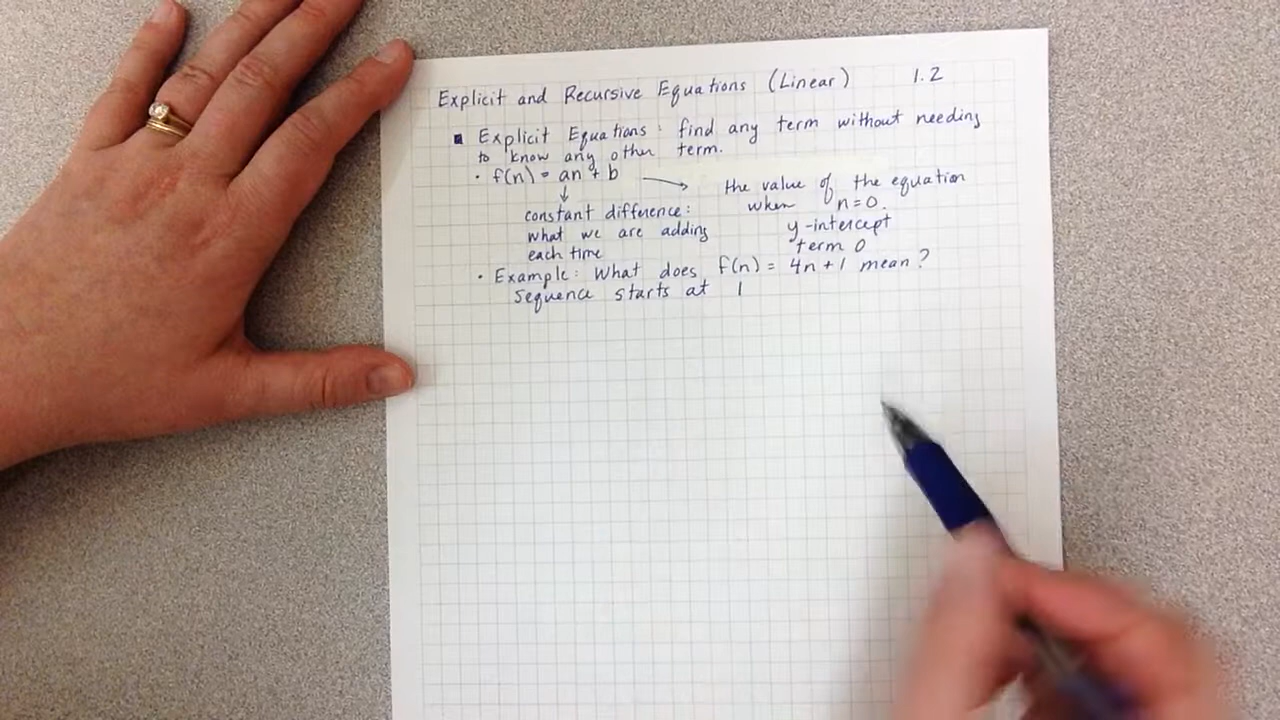 Explicit and Recursive Equations (Linear) 1.2
▪ Explicit Equations: find any term without needing
to know any other term.
• f(n) = an + b → the value of the equation
when n=0.
↓
constant difference:
what we are adding
each time
y-intercept
term 0
• Example: What does f(n) = 4n+1 mean?
sequence starts at 1